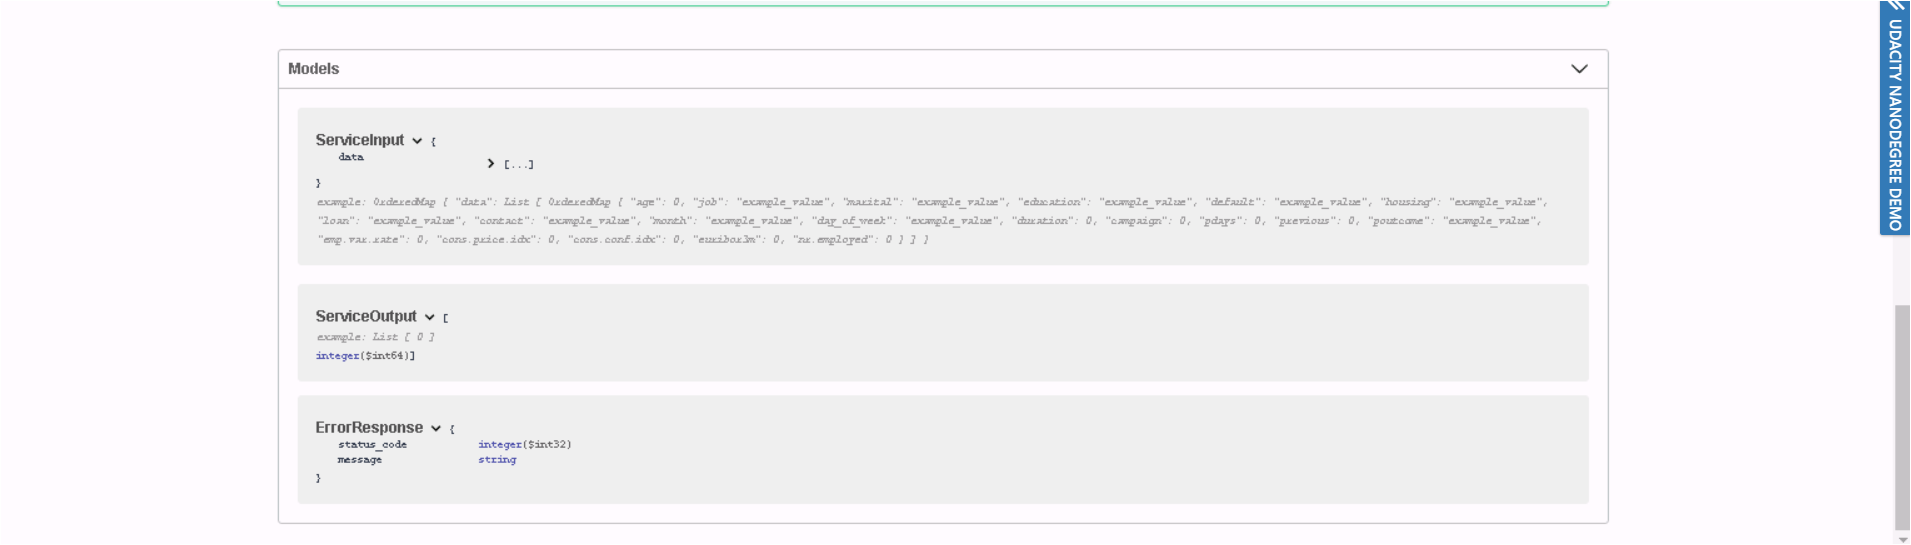 Models
ServiceInput {
data [...]
}
example: OrderedMap { "data": List [ OrderedMap { "age": 0, "job": "example_value", "marital": "example_value", "education": "example_value", "default": "example_value", "housing": "example_value",
"loan": "example_value", "contact": "example_value", "month": "example_value", "day_of_week": "example_value", "duration": 0, "campaign": 0, "pdays": 0, "previous": 0, "poutcome": "example_value",
"emp.var.rate": 0, "cons.price.idx": 0, "cons.conf.idx": 0, "euribor3m": 0, "nr.employed": 0 } ] }
ServiceOutput [
example: List [ 0 ]
integer($int64)]
ErrorResponse {
status_code integer($int32)
message string
}
UDACITY NANODEGREE DEMO